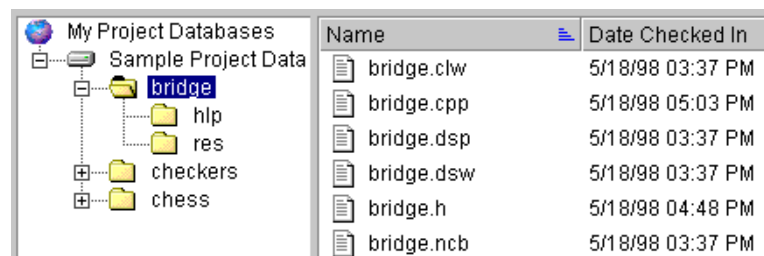 My Project Databases
Sample Project Data
bridge
hlp
res
checkers
chess
Name Date Checked In
bridge.clw 5/18/98 03:37 PM
bridge.cpp 5/18/98 05:03 PM
bridge.dsp 5/18/98 03:37 PM
bridge.dsw 5/18/98 03:37 PM
bridge.h 5/18/98 04:48 PM
bridge.ncb 5/18/98 03:37 PM